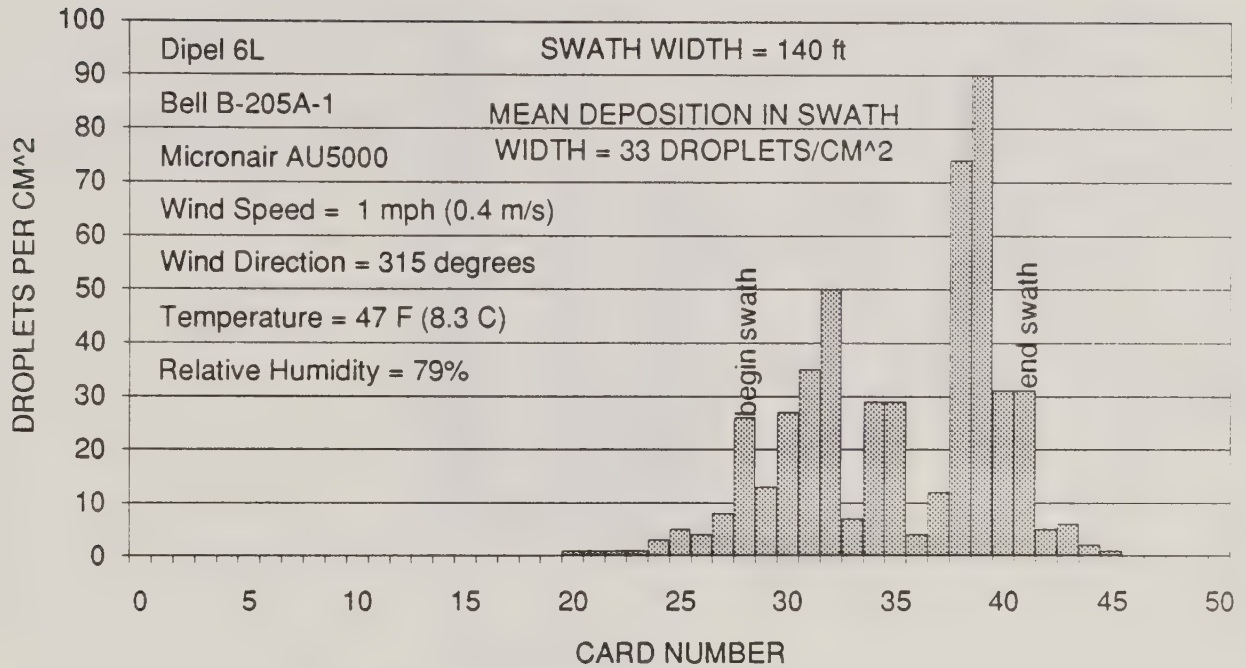 100
90
80
70
60
50
40
30
20
10
0
DROPLETS PER CM^2
Dipel 6L
Bell B-205A-1
Micronair AU5000
Wind Speed = 1 mph (0.4 m/s)
Wind Direction = 315 degrees
Temperature = 47 F (8.3 C)
Relative Humidity = 79%
SWATH WIDTH = 140 ft
MEAN DEPOSITION IN SWATH
WIDTH = 33 DROPLETS/CM^2
begin swath
end swath
0 5 10 15 20 25 30 35 40 45 50
CARD NUMBER